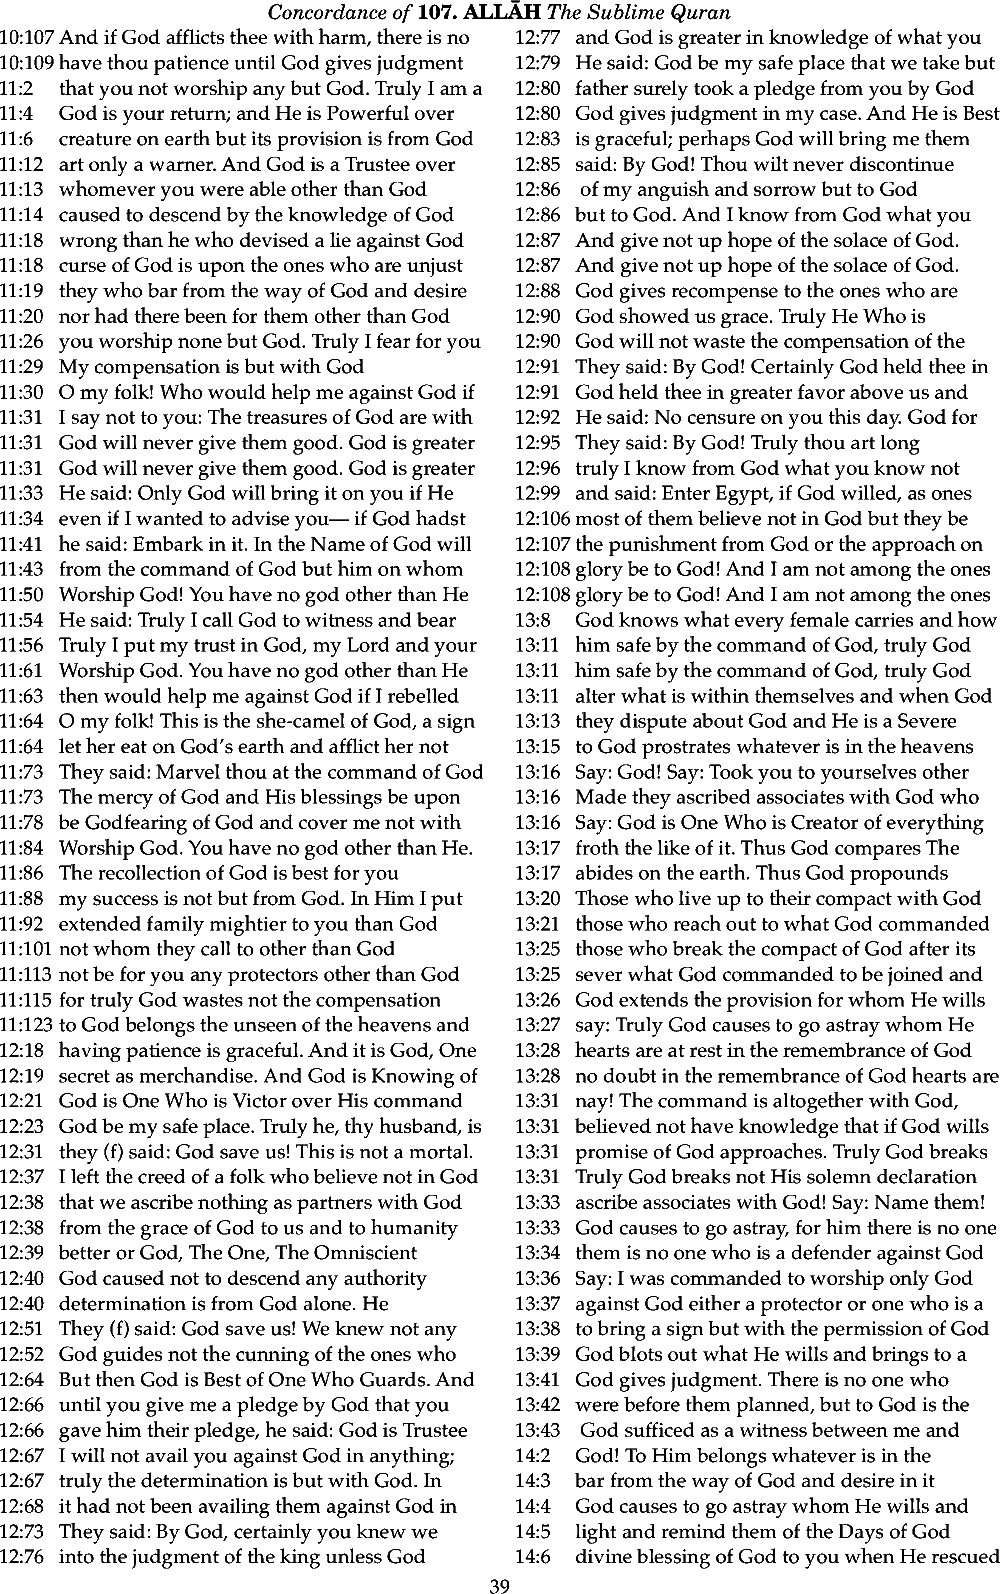 Concordance of 107. ALLĀH The Sublime Quran
10:107 And if God afflicts thee with harm, there is no
10:109 have thou patience until God gives judgment
11:2 that you not worship any but God. Truly I am a
11:4 God is your return; and He is Powerful over
11:6 creature on earth but its provision is from God
11:12 art only a warner. And God is a Trustee over
11:13 whomever you were able other than God
11:14 caused to descend by the knowledge of God
11:18 wrong than he who devised a lie against God
11:18 curse of God is upon the ones who are unjust
11:19 they who bar from the way of God and desire
11:20 nor had there been for them other than God
11:26 you worship none but God. Truly I fear for you
11:29 My compensation is but with God
11:30 O my folk! Who would help me against God if
11:31 I say not to you: The treasures of God are with
11:31 God will never give them good. God is greater
11:31 God will never give them good. God is greater
11:33 He said: Only God will bring it on you if He
11:34 even if I wanted to advise you— if God hadst
11:41 he said: Embark in it. In the Name of God will
11:43 from the command of God but him on whom
11:50 Worship God! You have no god other than He
11:54 He said: Truly I call God to witness and bear
11:56 Truly I put my trust in God, my Lord and your
11:61 Worship God. You have no god other than He
11:63 then would help me against God if I rebelled
11:64 O my folk! This is the she-camel of God, a sign
11:64 let her eat on God's earth and afflict her not
11:73 They said: Marvel thou at the command of God
11:73 The mercy of God and His blessings be upon
11:78 be Godfearing of God and cover me not with
11:84 Worship God. You have no god other than He.
11:86 The recollection of God is best for you
11:88 my success is not but from God. In Him I put
11:92 extended family mightier to you than God
11:101 not whom they call to other than God
11:113 not be for you any protectors other than God
11:115 for truly God wastes not the compensation
11:123 to God belongs the unseen of the heavens and
12:18 having patience is graceful. And it is God, One
12:19 secret as merchandise. And God is Knowing of
12:21 God is One Who is Victor over His command
12:23 God be my safe place. Truly he, thy husband, is
12:31 they (f) said: God save us! This is not a mortal.
12:37 I left the creed of a folk who believe not in God
12:38 that we ascribe nothing as partners with God
12:38 from the grace of God to us and to humanity
12:39 better or God, The One, The Omniscient
12:40 God caused not to descend any authority
12:40 determination is from God alone. He
12:51 They (f) said: God save us! We knew not any
12:52 God guides not the cunning of the ones who
12:64 But then God is Best of One Who Guards. And
12:66 until you give me a pledge by God that you
12:66 gave him their pledge, he said: God is Trustee
12:67 I will not avail you against God in anything;
12:67 truly the determination is but with God. In
12:68 it had not been availing them against God in
12:73 They said: By God, certainly you knew we
12:76 into the judgment of the king unless God
12:77 and God is greater in knowledge of what you
12:79 He said: God be my safe place that we take but
12:80 father surely took a pledge from you by God
12:80 God gives judgment in my case. And He is Best
12:83 is graceful; perhaps God will bring me them
12:85 said: By God! Thou wilt never discontinue
12:86 of my anguish and sorrow but to God
12:86 but to God. And I know from God what you
12:87 And give not up hope of the solace of God.
12:87 And give not up hope of the solace of God.
12:88 God gives recompense to the ones who are
12:90 God showed us grace. Truly He Who is
12:90 God will not waste the compensation of the
12:91 They said: By God! Certainly God held thee in
12:91 God held thee in greater favor above us and
12:92 He said: No censure on you this day. God for
12:95 They said: By God! Truly thou art long
12:96 truly I know from God what you know not
12:99 and said: Enter Egypt, if God willed, as ones
12:106 most of them believe not in God but they be
12:107 the punishment from God or the approach on
12:108 glory be to God! And I am not among the ones
12:108 glory be to God! And I am not among the ones
13:8 God knows what every female carries and how
13:11 him safe by the command of God, truly God
13:11 him safe by the command of God, truly God
13:11 alter what is within themselves and when God
13:13 they dispute about God and He is a Severe
13:15 to God prostrates whatever is in the heavens
13:16 Say: God! Say: Took you to yourselves other
13:16 Made they ascribed associates with God who
13:16 Say: God is One Who is Creator of everything
13:17 froth the like of it. Thus God compares The
13:17 abides on the earth. Thus God propounds
13:20 Those who live up to their compact with God
13:21 those who reach out to what God commanded
13:25 those who break the compact of God after its
13:25 sever what God commanded to be joined and
13:26 God extends the provision for whom He wills
13:27 say: Truly God causes to go astray whom He
13:28 hearts are at rest in the remembrance of God
13:28 no doubt in the remembrance of God hearts are
13:31 nay! The command is altogether with God,
13:31 believed not have knowledge that if God wills
13:31 promise of God approaches. Truly God breaks
13:31 Truly God breaks not His solemn declaration
13:33 ascribe associates with God! Say: Name them!
13:33 God causes to go astray, for him there is no one
13:34 them is no one who is a defender against God
13:36 Say: I was commanded to worship only God
13:37 against God either a protector or one who is a
13:38 to bring a sign but with the permission of God
13:39 God blots out what He wills and brings to a
13:41 God gives judgment. There is no one who
13:42 were before them planned, but to God is the
13:43 God sufficed as a witness between me and
14:2 God! To Him belongs whatever is in the
14:3 bar from the way of God and desire in it
14:4 God causes to go astray whom He wills and
14:5 light and remind them of the Days of God
14:6 divine blessing of God to you when He rescued
39